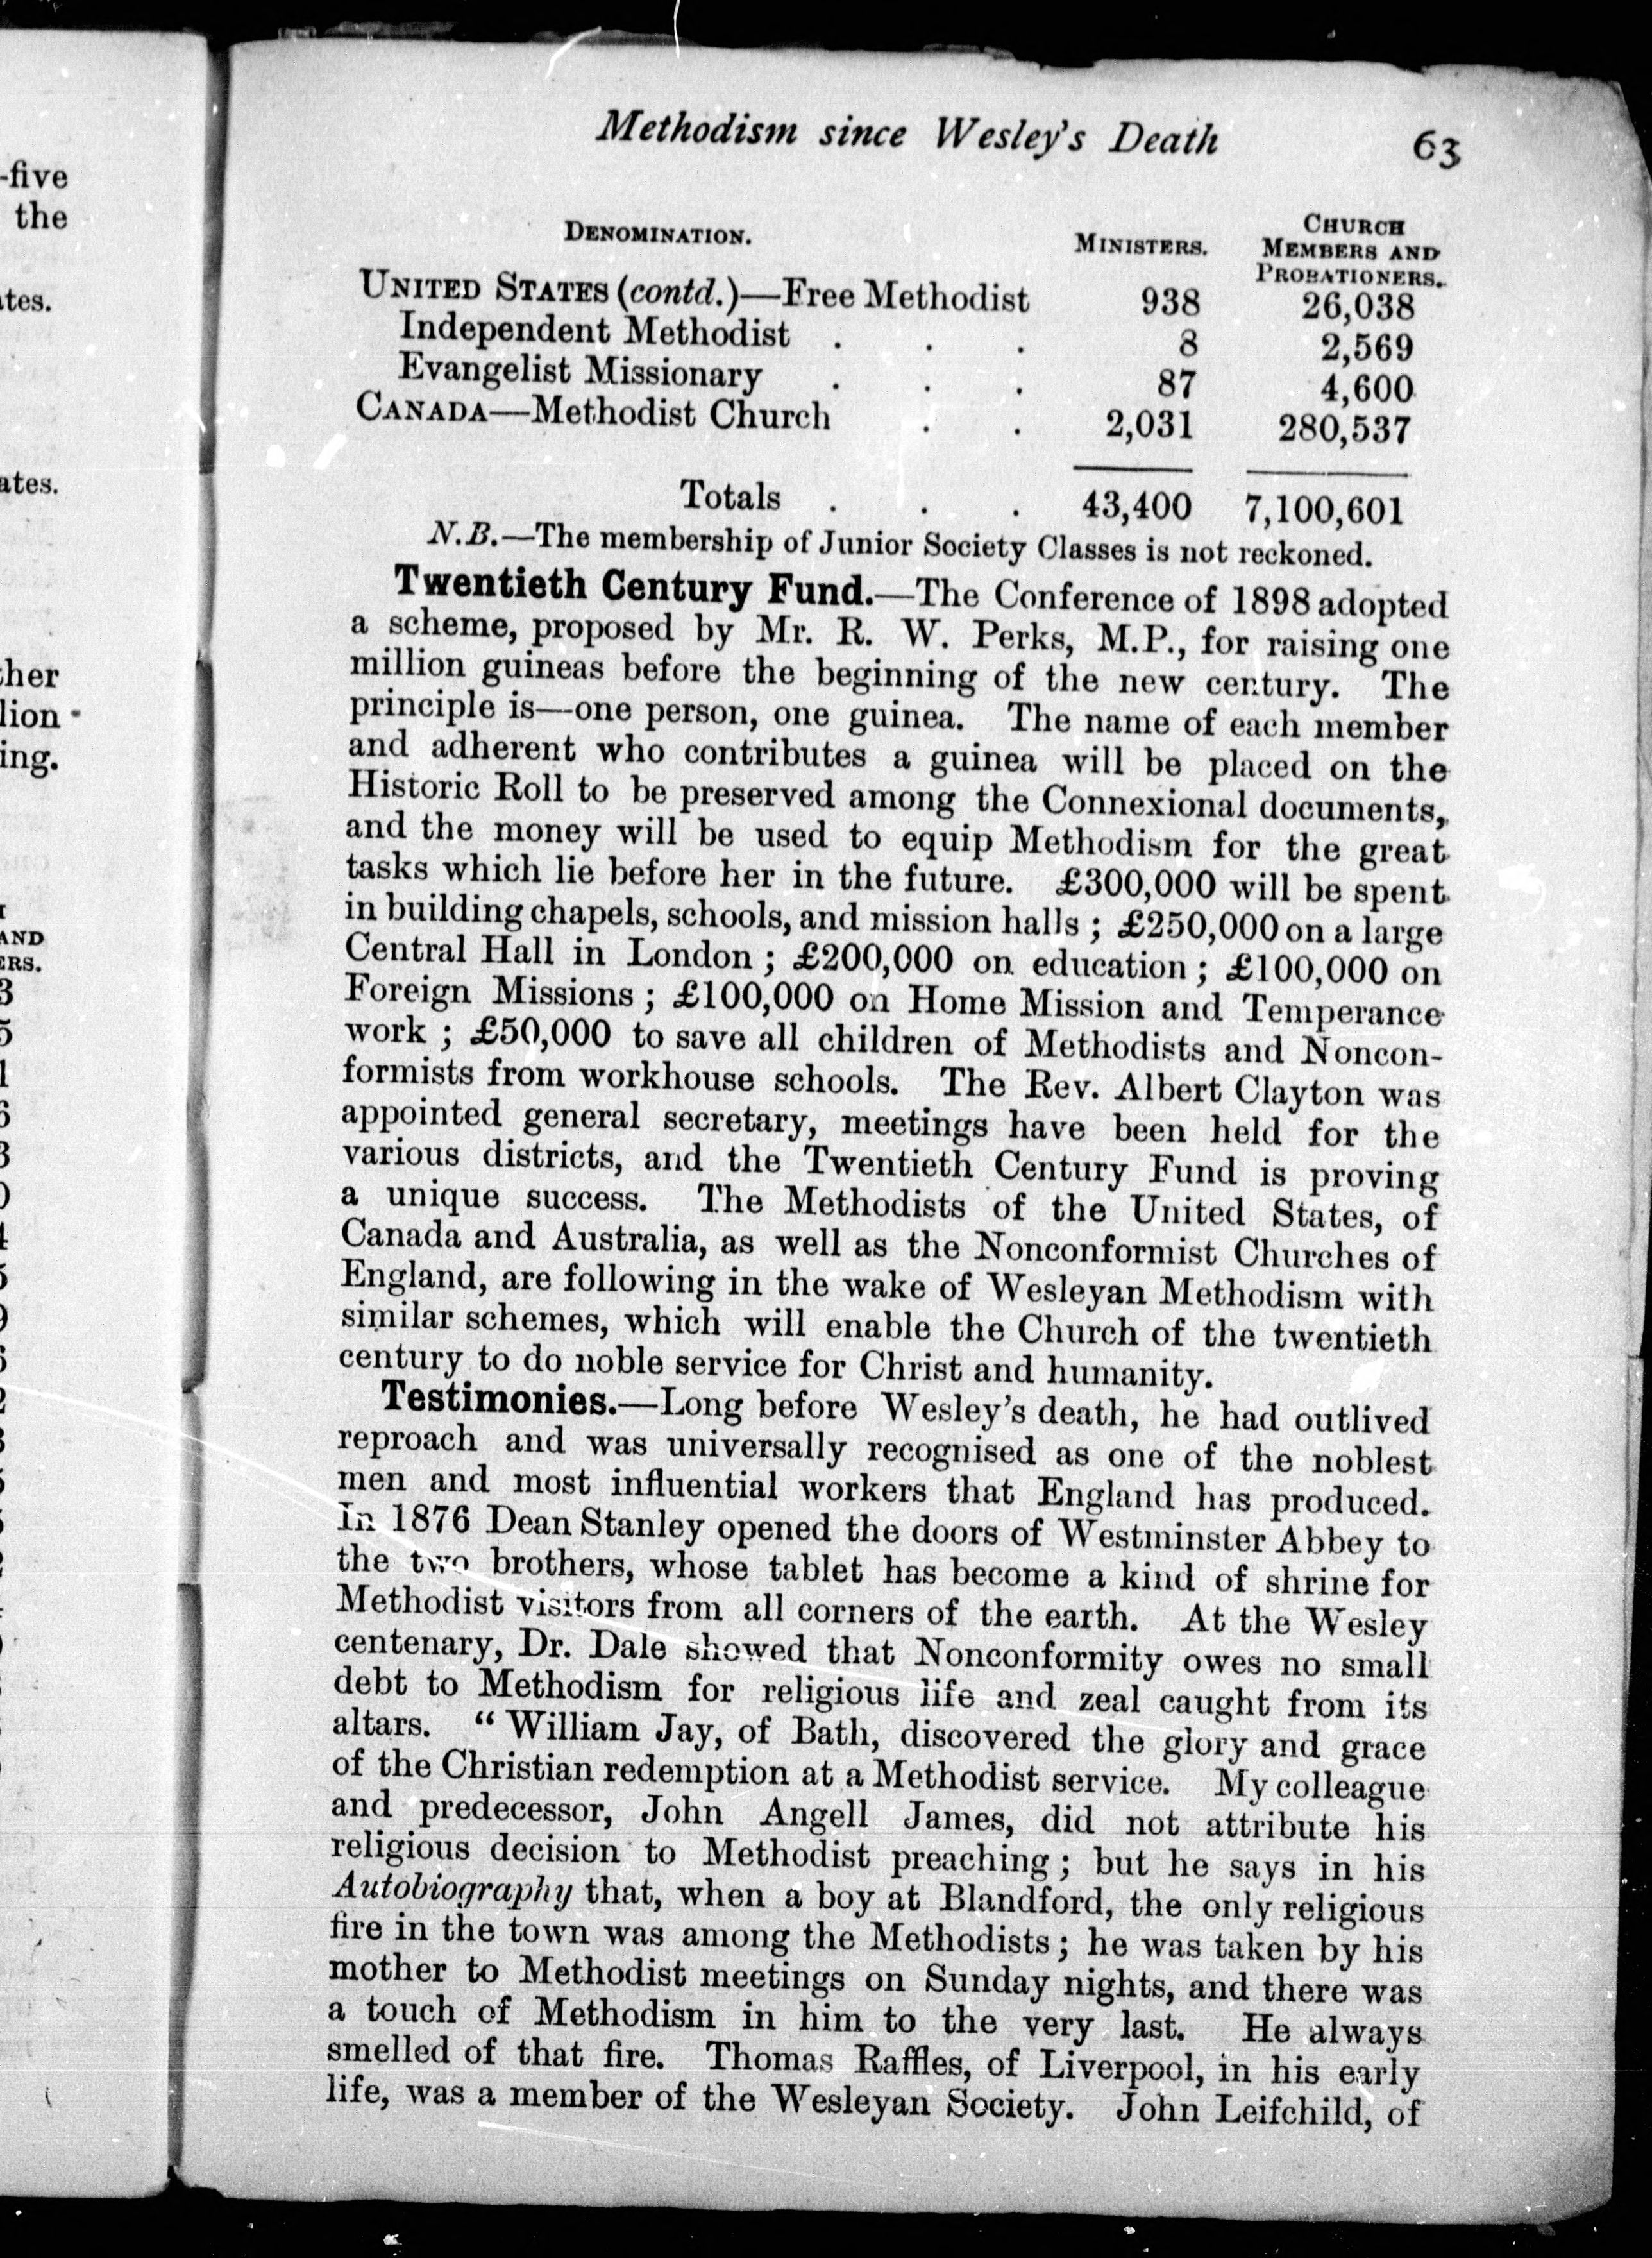 -five
the
tes.
ates.
ther
lion
ing.
AND
ERS.
3
5
1
6
3
4
5
9
Methodism since Wesley's Death 63
DENOMINATION. MINISTERS. CHURCH MEMBERS AND PROBATIONERS.
UNITED STATES (contd.)—Free Methodist 938 26,038
Independent Methodist . . . 8 2,569
Evangelist Missionary . . . 87 4,600
CANADA—Methodist Church . . 2,031 280,537
Totals . . . 43,400 7,100,601
N.B.—The membership of Junior Society Classes is not reckoned.
Twentieth Century Fund.—The Conference of 1898 adopted
a scheme, proposed by Mr. R. W. Perks, M.P., for raising one
million guineas before the beginning of the new century. The
principle is—one person, one guinea. The name of each member
and adherent who contributes a guinea will be placed on the
Historic Roll to be preserved among the Connexional documents,
and the money will be used to equip Methodism for the great
tasks which lie before her in the future. £300,000 will be spent
in building chapels, schools, and mission halls ; £250,000 on a large
Central Hall in London ; £200,000 on education ; £100,000 on
Foreign Missions ; £100,000 on Home Mission and Temperance
work ; £50,000 to save all children of Methodists and Noncon-
formists from workhouse schools. The Rev. Albert Clayton was
appointed general secretary, meetings have been held for the
various districts, and the Twentieth Century Fund is proving
a unique success. The Methodists of the United States, of
Canada and Australia, as well as the Nonconformist Churches of
England, are following in the wake of Wesleyan Methodism with
similar schemes, which will enable the Church of the twentieth
century to do noble service for Christ and humanity.
Testimonies.—Long before Wesley's death, he had outlived
reproach and was universally recognised as one of the noblest
men and most influential workers that England has produced.
In 1876 Dean Stanley opened the doors of Westminster Abbey to
the two brothers, whose tablet has become a kind of shrine for
Methodist visitors from all corners of the earth. At the Wesley
centenary, Dr. Dale showed that Nonconformity owes no small
debt to Methodism for religious life and zeal caught from its
altars. “ William Jay, of Bath, discovered the glory and grace
of the Christian redemption at a Methodist service. My colleague
and predecessor, John Angell James, did not attribute his
religious decision to Methodist preaching ; but he says in his
Autobiography that, when a boy at Blandford, the only religious
fire in the town was among the Methodists ; he was taken by his
mother to Methodist meetings on Sunday nights, and there was
a touch of Methodism in him to the very last. He always
smelled of that fire. Thomas Raffles, of Liverpool, in his early
life, was a member of the Wesleyan Society. John Leifchild, of